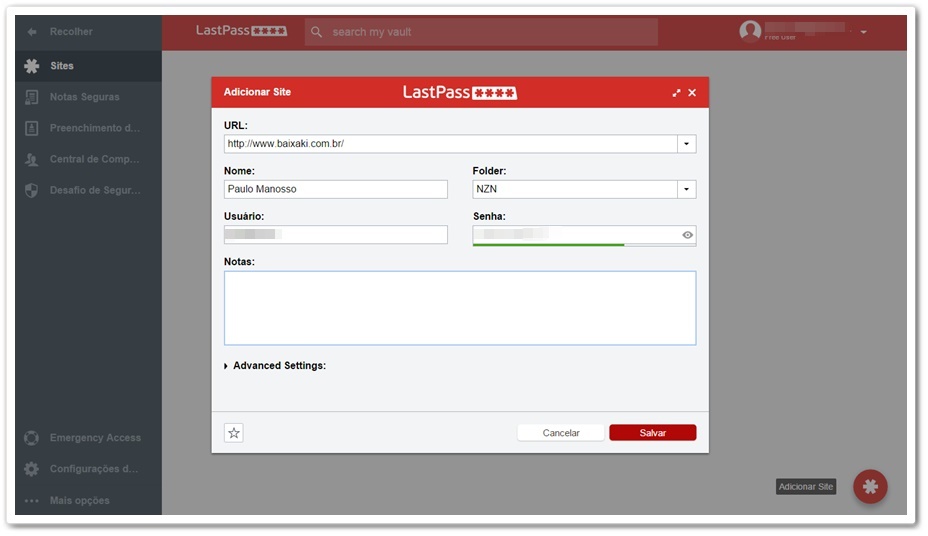 Recolher
LastPass ****
search my vault
Free User
Sites
Notas Seguras
Preenchimento d...
Central de Comp...
Desafio de Segur...
Adicionar Site
LastPass ****
URL:
http://www.baixaki.com.br/
Nome:
Folder:
Paulo Manosso
NZN
Usuário:
Senha:
Notas:
Advanced Settings:
Cancelar
Salvar
Emergency Access
Configurações d...
Mais opções
Adicionar Site